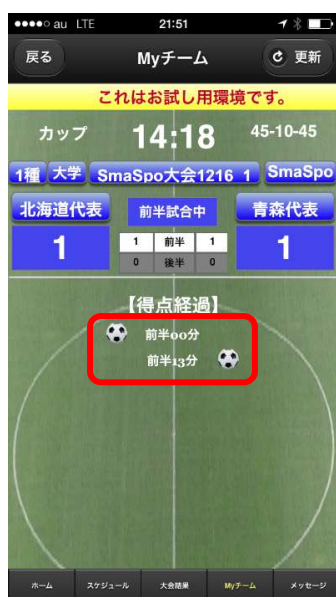 ●●●●○ au LTE 21:51
戻る Myチーム 更新
これはお試し用環境です。
カップ 14:18 45-10-45
1種 大学 SmaSpo大会1216_1 SmaSpo
北海道代表 前半試合中 青森代表
1 1 前半 1 1
0 後半 0
【得点経過】
前半00分
前半13分
ホーム スケジュール 大会結果 Myチーム メッセージ